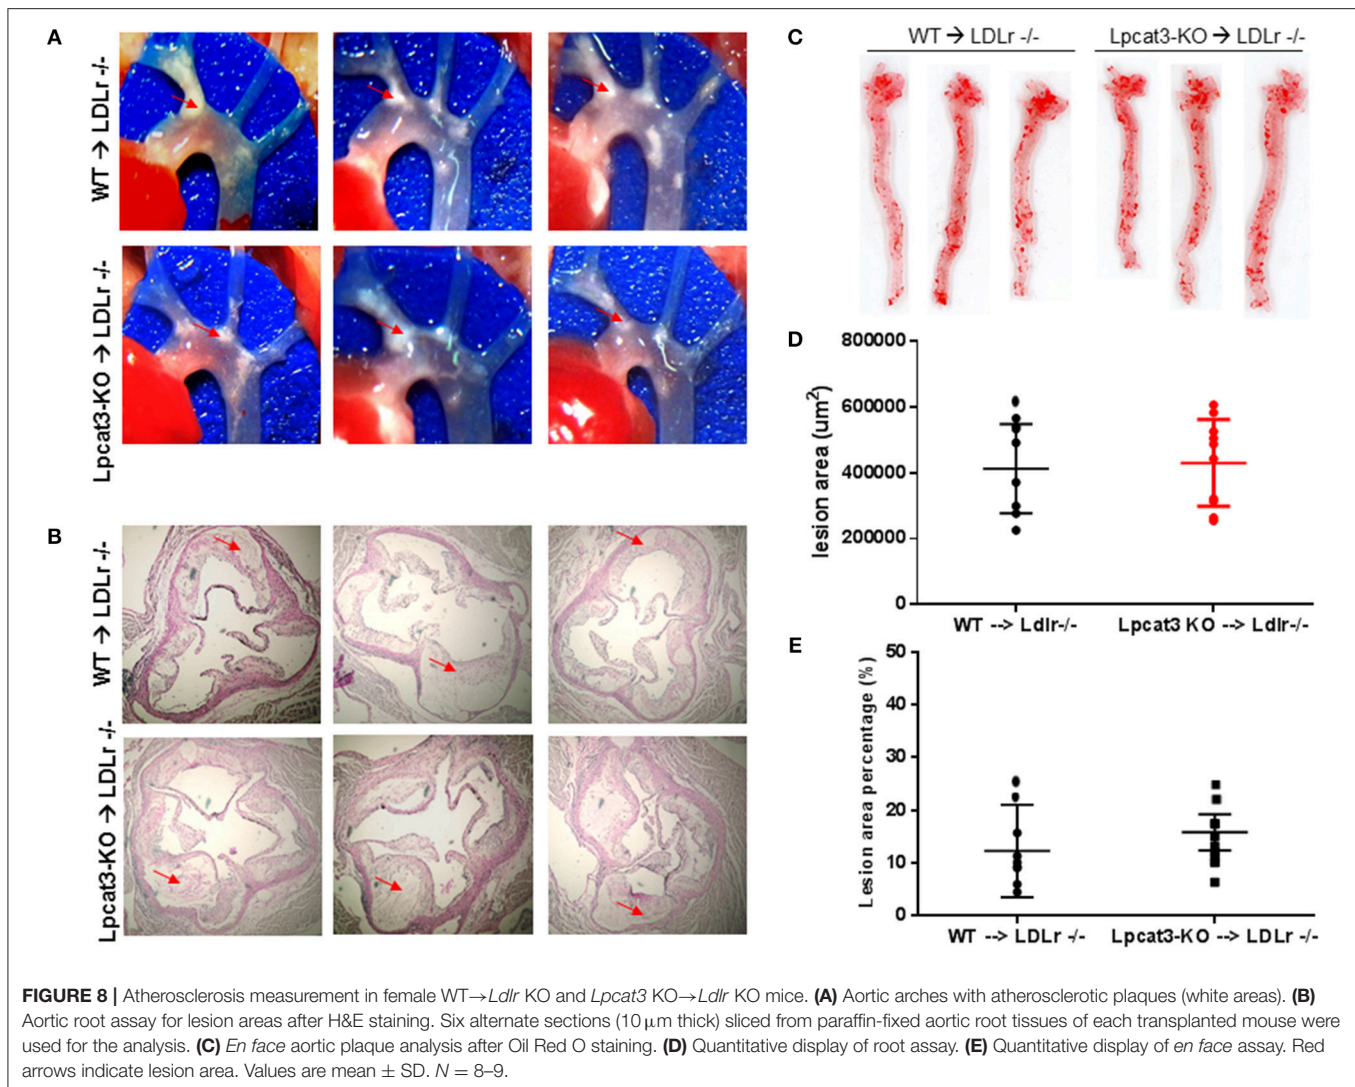 A
WT → LDLr -/-
Lpcat3-KO → LDLr -/-
B
WT → LDLr -/-
Lpcat3-KO → LDLr -/-
C
WT → LDLr -/-
Lpcat3-KO → LDLr -/-
D
lesion area (um²)
800000
600000
400000
200000
0
WT --> Ldlr-/-
Lpcat3 KO --> Ldlr-/-
E
Lesion area percentage (%)
50
40
30
20
10
0
WT --> LDLr -/-
Lpcat3-KO --> LDLr -/-
FIGURE 8 | Atherosclerosis measurement in female WT→Ldlr KO and Lpcat3 KO→Ldlr KO mice. (A) Aortic arches with atherosclerotic plaques (white areas). (B)
Aortic root assay for lesion areas after H&E staining. Six alternate sections (10 μm thick) sliced from paraffin-fixed aortic root tissues of each transplanted mouse were
used for the analysis. (C) En face aortic plaque analysis after Oil Red O staining. (D) Quantitative display of root assay. (E) Quantitative display of en face assay. Red
arrows indicate lesion area. Values are mean ± SD. N = 8–9.